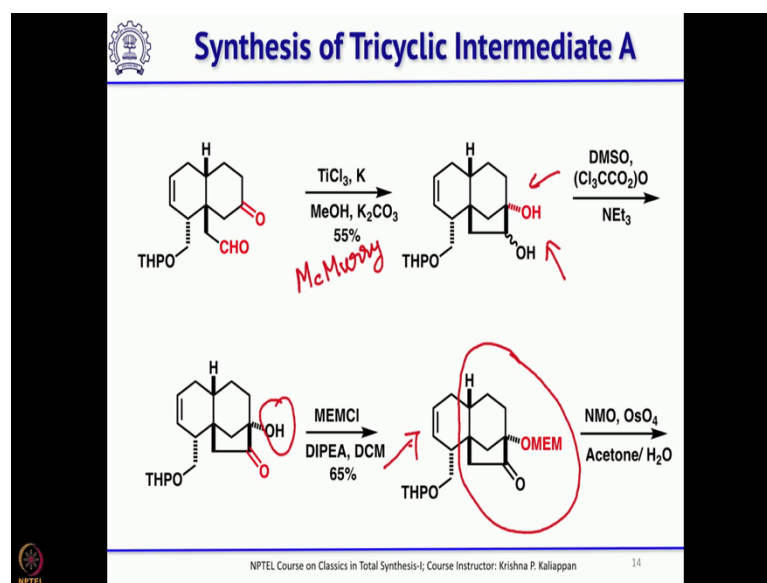 Synthesis of Tricyclic Intermediate A
H
O
CHO
THPO
TiCl3, K
MeOH, K2CO3
55%
McMurry
H
OH
OH
THPO
DMSO,
(Cl3CCO2)O
NEt3
H
OH
O
THPO
MEMCl
DIPEA, DCM
65%
H
OMEM
O
THPO
NMO, OsO4
Acetone/ H2O
NPTEL Course on Classics in Total Synthesis-I; Course Instructor: Krishna P. Kaliappan
14
NPTEL